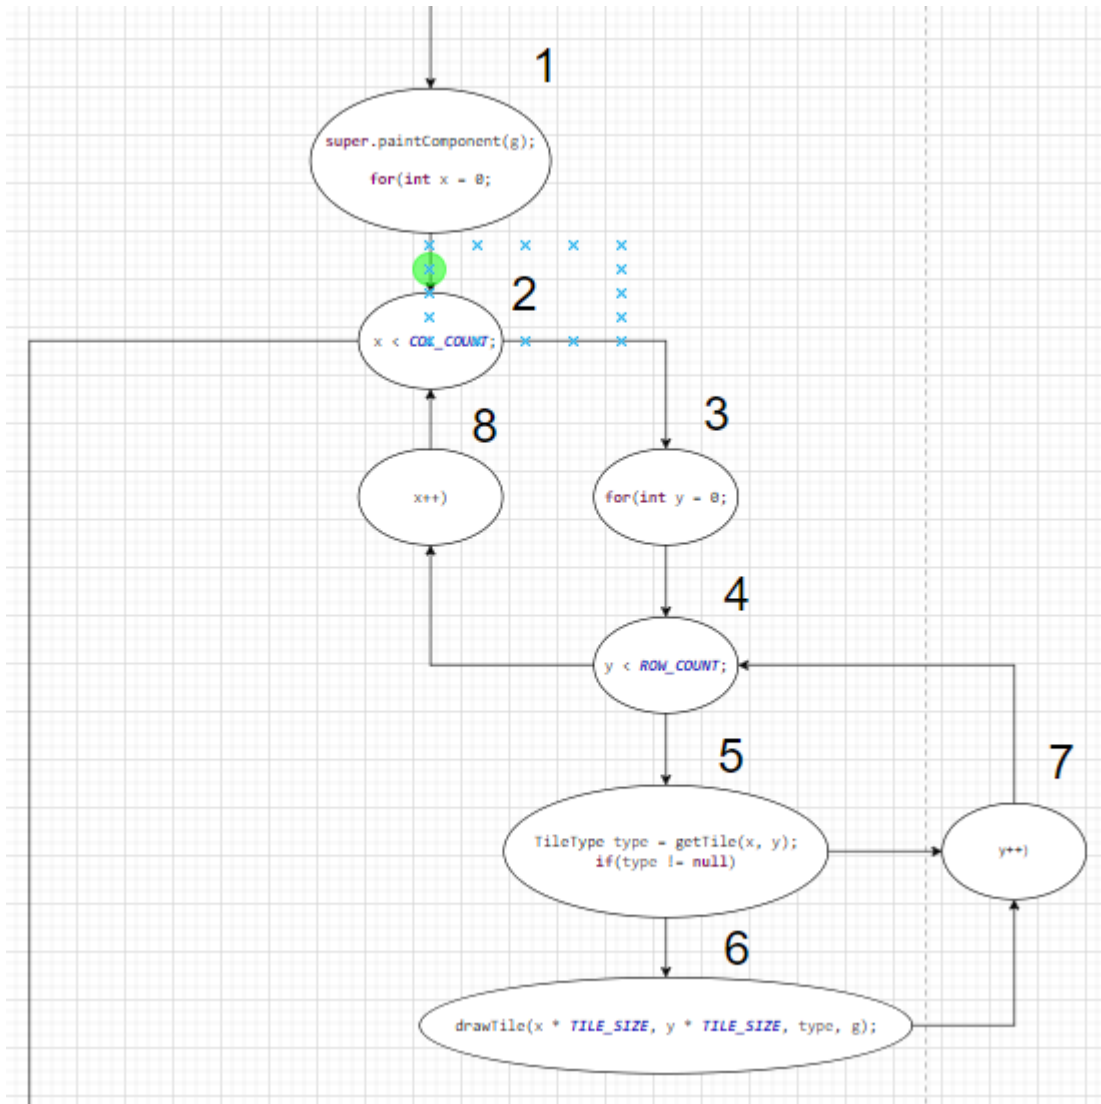 1
super.paintComponent(g);
for(int x = 0;
2
x < COL_COUNT;
3
8
x++)
for(int y = 0;
4
y < ROW_COUNT;
5
7
TileType type = getTile(x, y);
if(type != null)
y++)
6
drawTile(x * TILE_SIZE, y * TILE_SIZE, type, g);